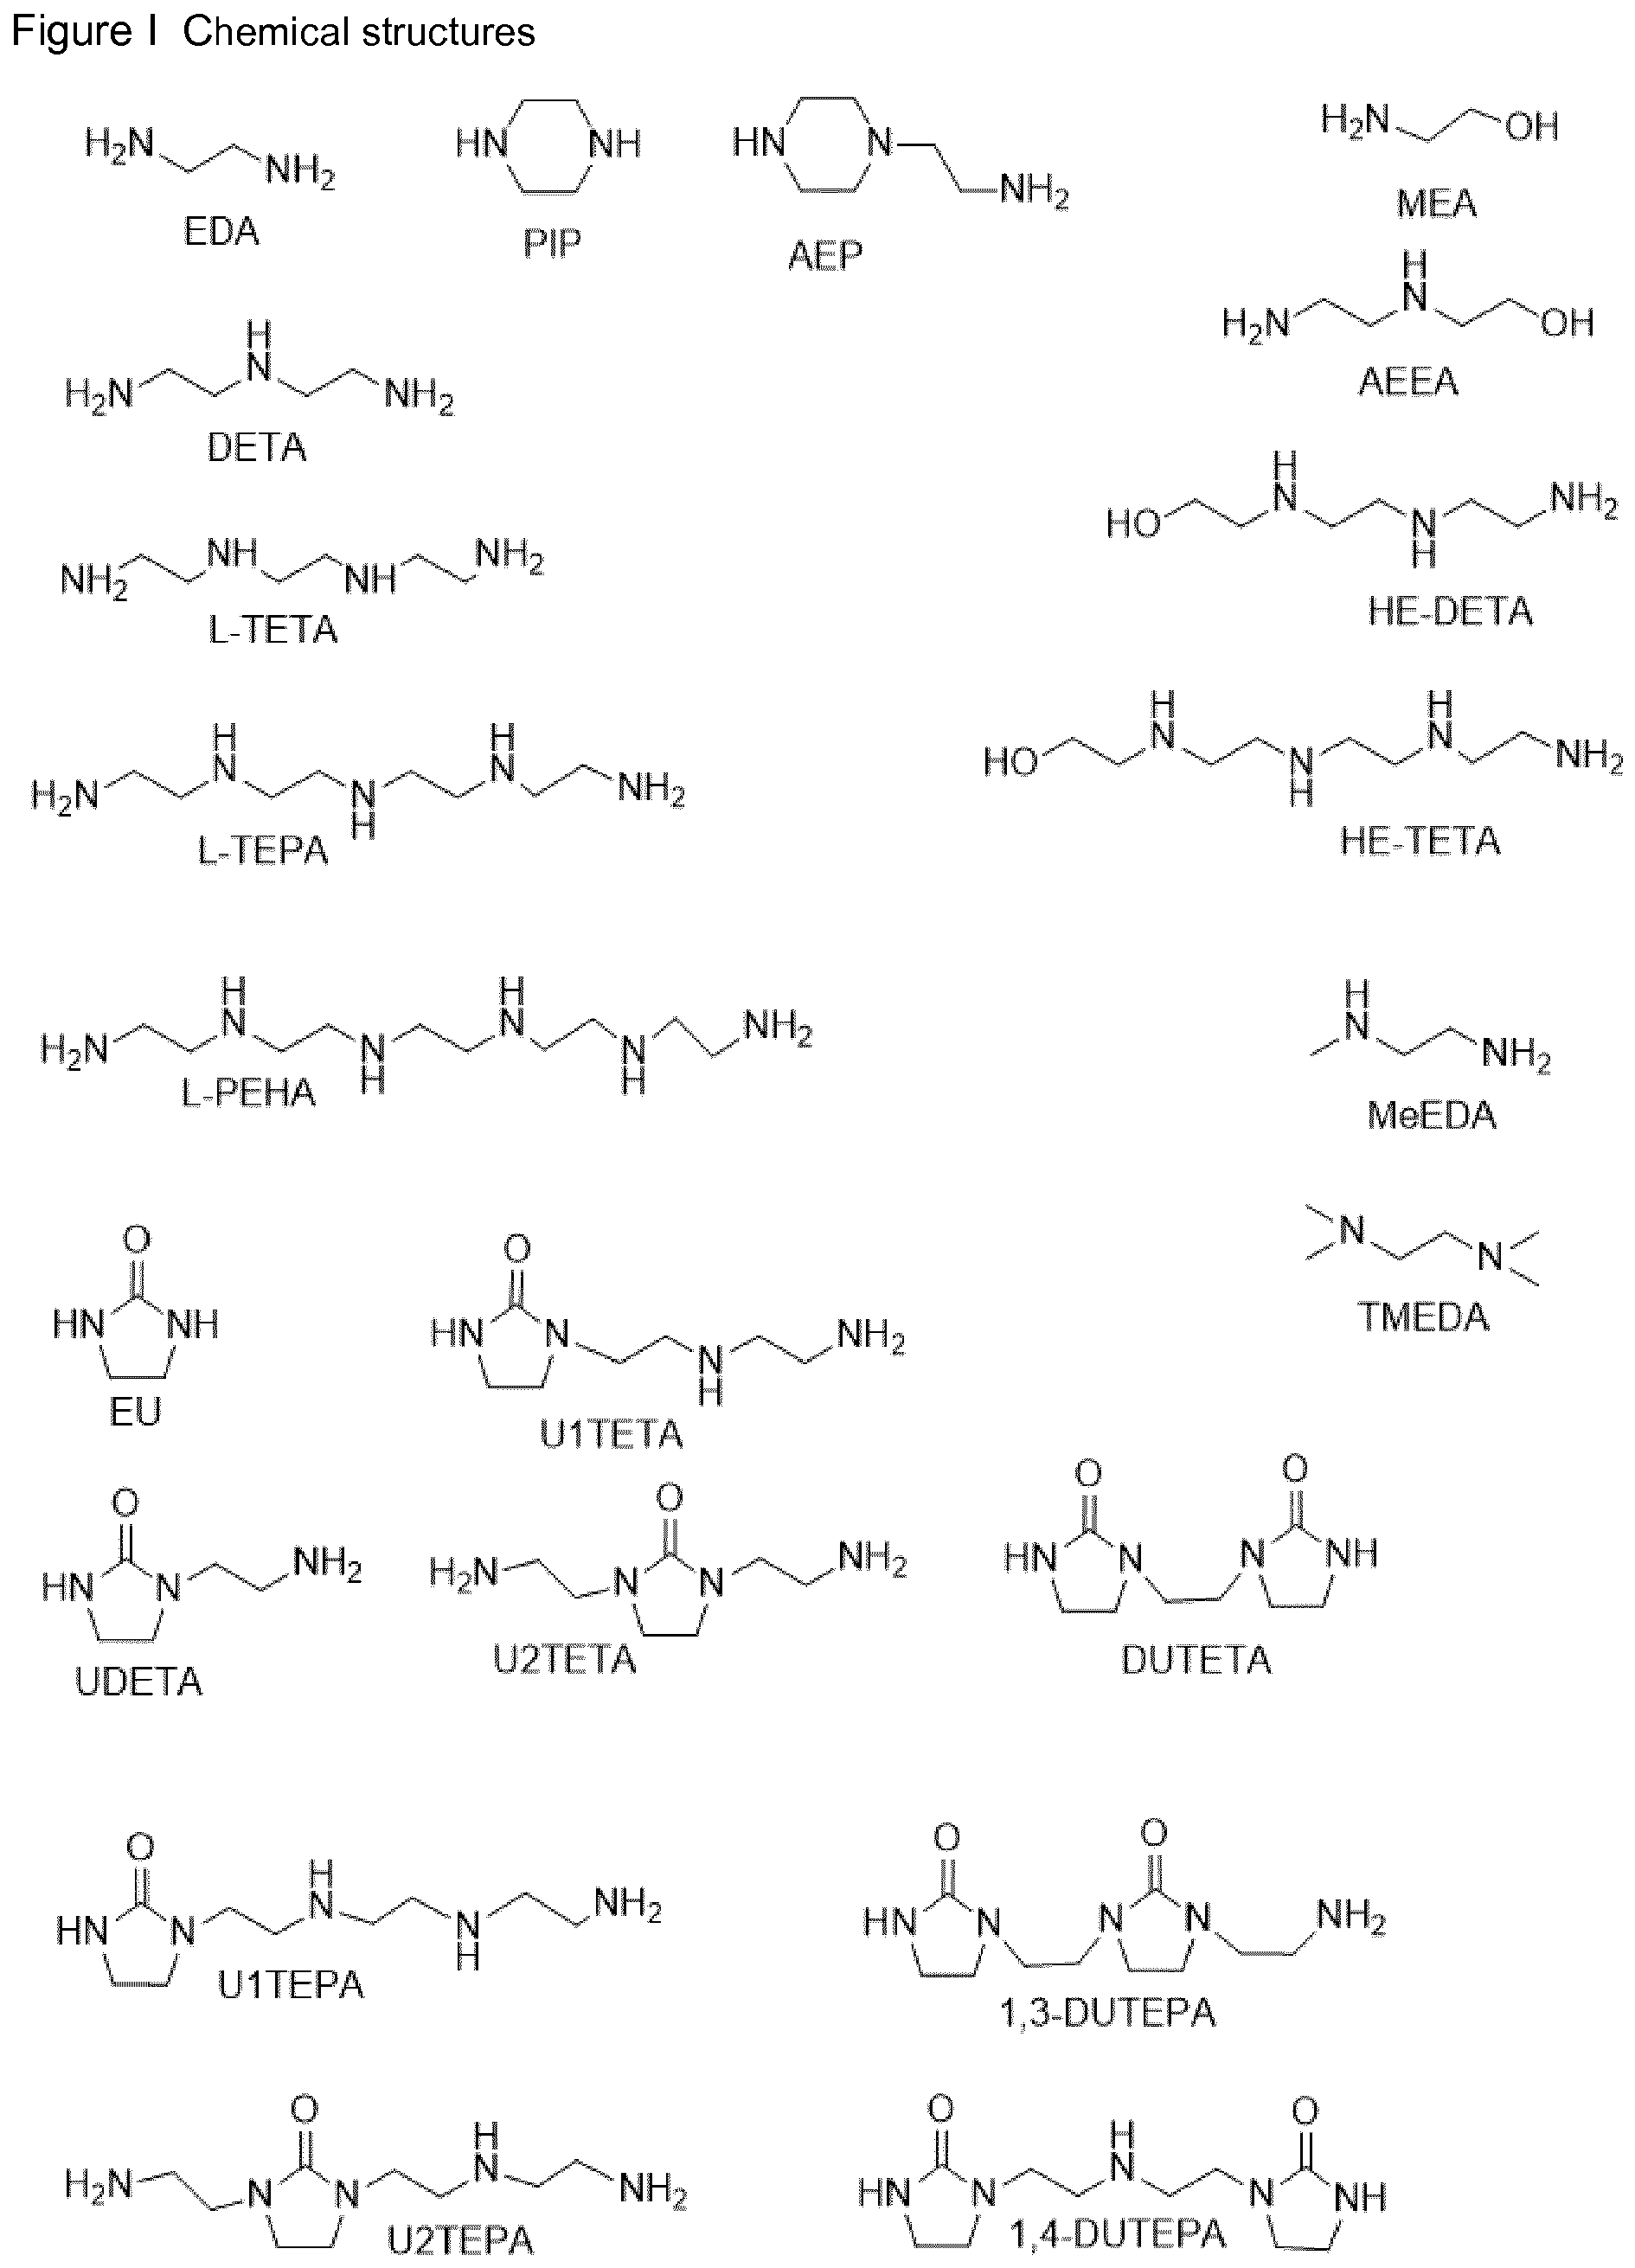 Figure I Chemical structures
H2N NH2
EDA
HN NH
PIP
HN N NH2
AEP
H2N OH
MEA
H2N H N OH
AEEA
H2N H N NH2
DETA
HO H N N H NH2
HE-DETA
NH2 NH NH NH2
L-TETA
H2N H N N H H N NH2
L-TEPA
HO H N N H H N NH2
HE-TETA
H2N H N N H H N N H NH2
L-PEHA
H N NH2
MeEDA
N N
TMEDA
O HN NH
EU
O HN N N H NH2
U1TETA
O HN N NH2
UDETA
H2N N O N NH2
U2TETA
O HN N N O NH
DUTETA
O HN N H N N H NH2
U1TEPA
O HN N N O N NH2
1,3-DUTEPA
H2N N O N H N NH2
U2TEPA
O HN N H N N O NH
1,4-DUTEPA